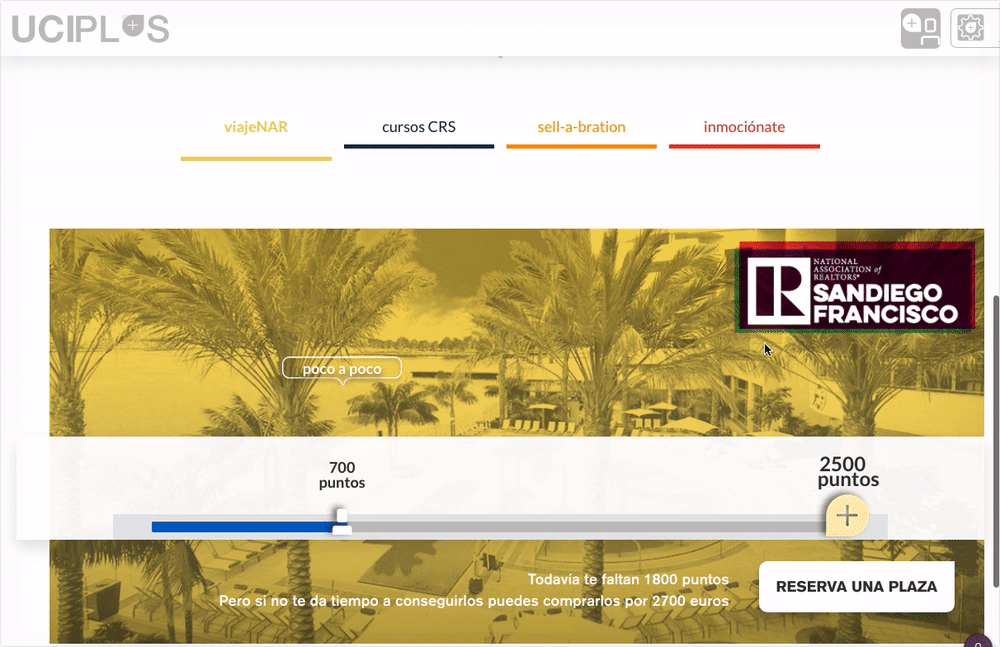 UCIPLUS
viajeNAR
cursos CRS
sell-a-bration
inmociónate
NATIONAL
ASSOCIATION of
REALTORS®
SANDIEGO
FRANCISCO
poco a poco
700
puntos
2500
puntos
Todavia te faltan 1800 puntos
Pero si no te da tiempo a conseguirlos puedes comprarlos por 2700 euros
RESERVA UNA PLAZA